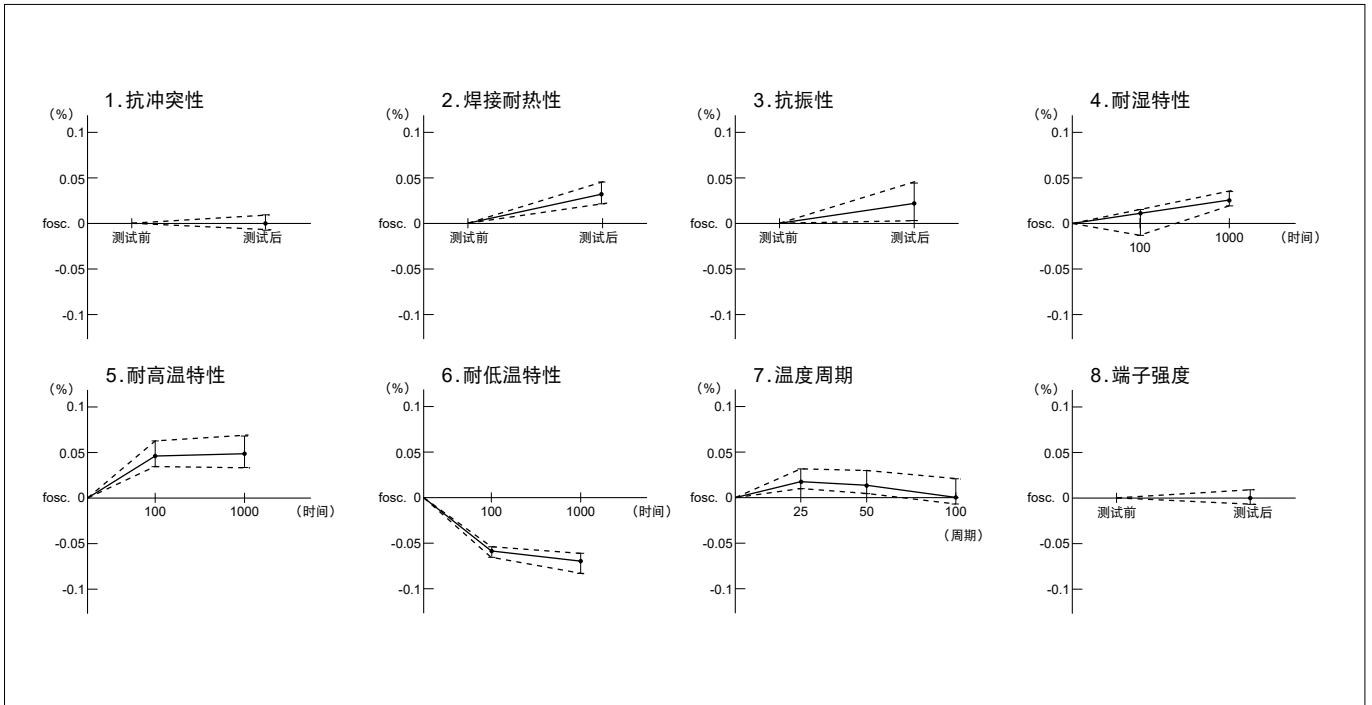 1.抗冲突性
(%)
0.1
0.05
fosc. 0
测试前 测试后
-0.05
-0.1
2.焊接耐热性
(%)
0.1
0.05
fosc. 0
测试前 测试后
-0.05
-0.1
3.抗振性
(%)
0.1
0.05
fosc. 0
测试前 测试后
-0.05
-0.1
4.耐湿特性
(%)
0.1
0.05
fosc. 0
100 1000 (时间)
-0.05
-0.1
5.耐高温特性
(%)
0.1
0.05
fosc. 0
100 1000 (时间)
-0.05
-0.1
6.耐低温特性
(%)
0.1
0.05
fosc. 0
100 1000 (时间)
-0.05
-0.1
7.温度周期
(%)
0.1
0.05
fosc. 0
25 50 100
(周期)
-0.05
-0.1
8.端子强度
(%)
0.1
0.05
fosc. 0
测试前 测试后
-0.05
-0.1